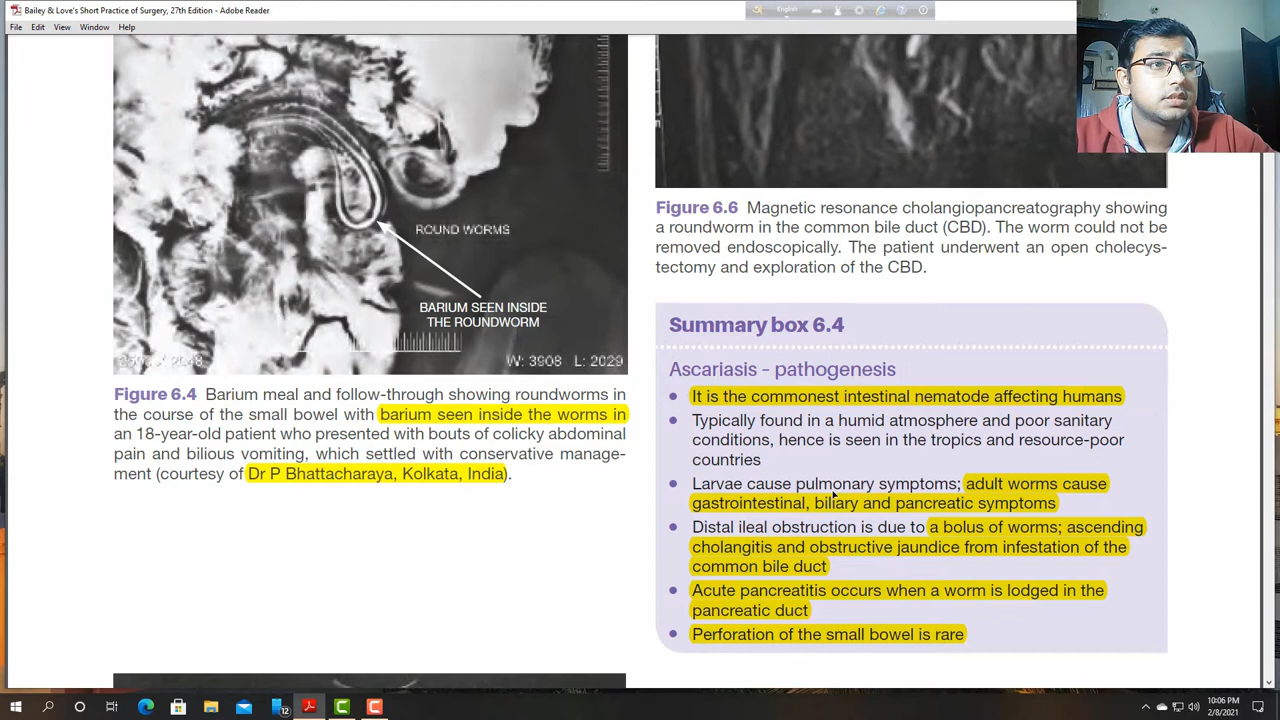 Bailey & Love's Short Practice of Surgery, 27th Edition - Adobe Reader
English
File Edit View Window Help
ROUND WORMS
BARIUM SEEN INSIDE
THE ROUNDWORM
W: 3908 L: 2029
Figure 6.4 Barium meal and follow-through showing roundworms in
the course of the small bowel with barium seen inside the worms in
an 18-year-old patient who presented with bouts of colicky abdominal
pain and bilious vomiting, which settled with conservative manage-
ment (courtesy of Dr P Bhattacharaya, Kolkata, India).
Figure 6.6 Magnetic resonance cholangiopancreatography showing
a roundworm in the common bile duct (CBD). The worm could not be
removed endoscopically. The patient underwent an open cholecys-
tectomy and exploration of the CBD.
Summary box 6.4
Ascariasis – pathogenesis
● It is the commonest intestinal nematode affecting humans
● Typically found in a humid atmosphere and poor sanitary
conditions, hence is seen in the tropics and resource-poor
countries
● Larvae cause pulmonary symptoms; adult worms cause
gastrointestinal, biliary and pancreatic symptoms
● Distal ileal obstruction is due to a bolus of worms; ascending
cholangitis and obstructive jaundice from infestation of the
common bile duct
● Acute pancreatitis occurs when a worm is lodged in the
pancreatic duct
● Perforation of the small bowel is rare
12
10:06 PM
2/8/2021